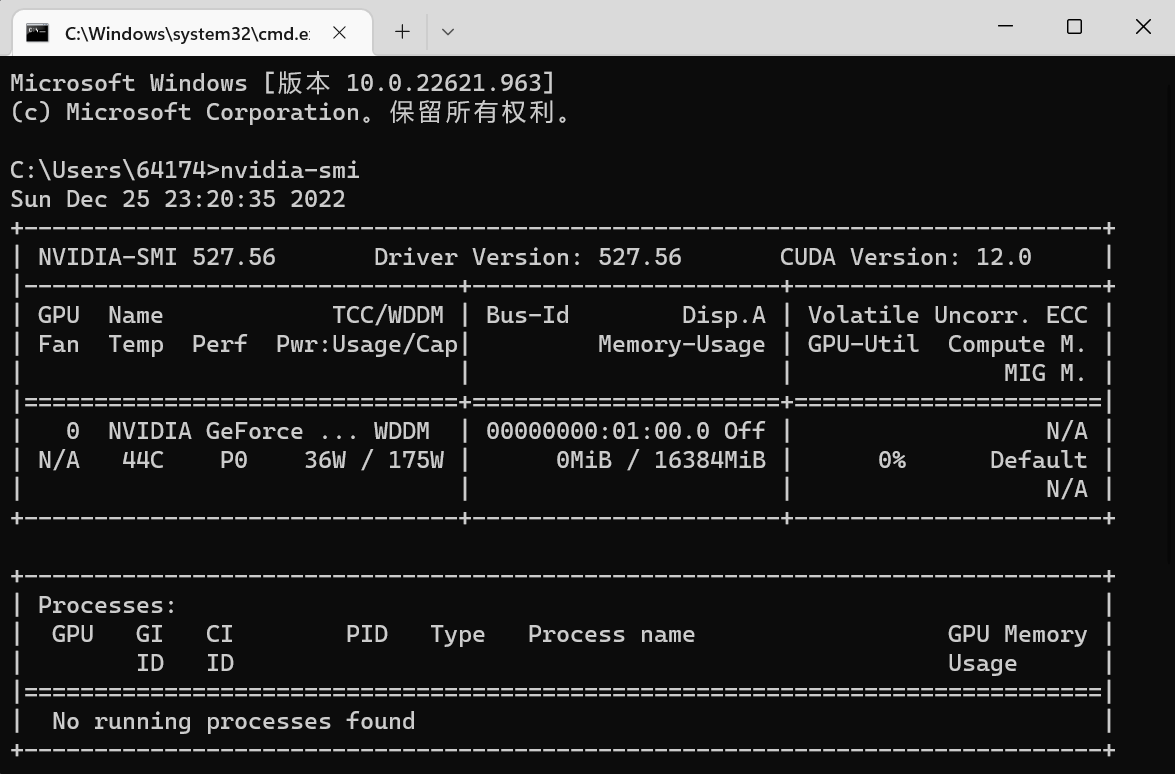 C:\Windows\system32\cmd.e
Microsoft Windows [版本 10.0.22621.963]
(c) Microsoft Corporation。保留所有权利。
C:\Users\64174>nvidia-smi
Sun Dec 25 23:20:35 2022
+-----------------------------------------------------------------------------+
| NVIDIA-SMI 527.56       Driver Version: 527.56       CUDA Version: 12.0     |
|-------------------------------+----------------------+----------------------+
| GPU  Name            TCC/WDDM | Bus-Id        Disp.A | Volatile Uncorr. ECC |
| Fan  Temp  Perf  Pwr:Usage/Cap|         Memory-Usage | GPU-Util  Compute M. |
|                               |                      |               MIG M. |
|===============================+======================+======================|
|   0  NVIDIA GeForce ... WDDM  | 00000000:01:00.0 Off |                  N/A |
| N/A   44C    P0    36W / 175W |      0MiB / 16384MiB |      0%      Default |
|                               |                      |                  N/A |
+-------------------------------+----------------------+----------------------+
+-----------------------------------------------------------------------------+
| Processes:                                                                  |
|  GPU   GI   CI        PID   Type   Process name                  GPU Memory |
|        ID   ID                                                   Usage      |
|=============================================================================|
|  No running processes found                                                 |
+-----------------------------------------------------------------------------+